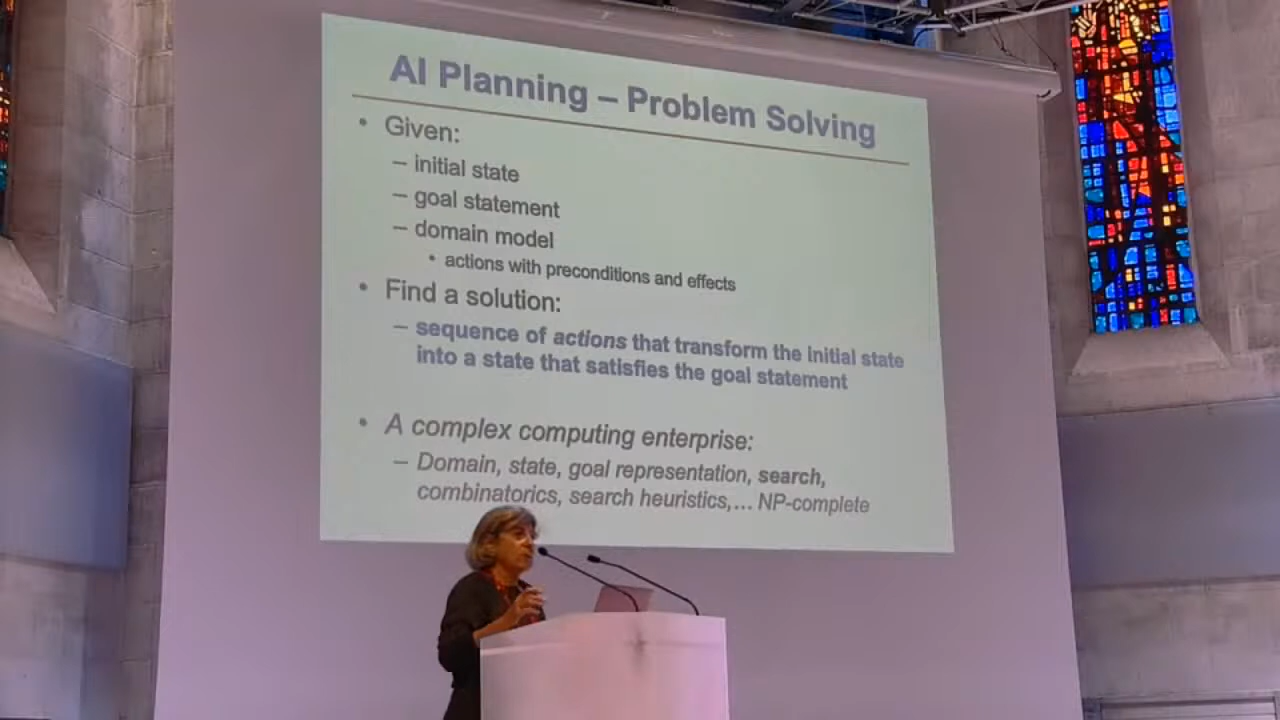 AI Planning – Problem Solving
• Given:
– initial state
– goal statement
– domain model
• actions with preconditions and effects
• Find a solution:
– sequence of actions that transform the initial state
into a state that satisfies the goal statement
• A complex computing enterprise:
– Domain, state, goal representation, search,
combinatorics, search heuristics,... NP-complete